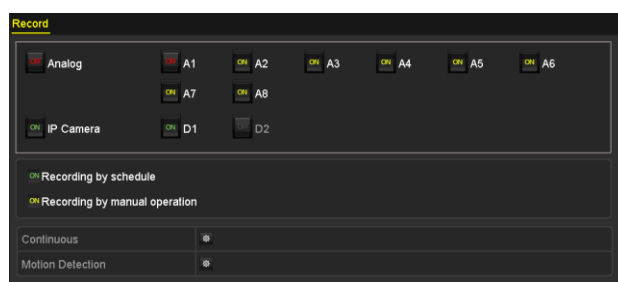 Record
OFF Analog OFF A1 ON A2 ON A3 ON A4 ON A5 ON A6
ON A7 ON A8
ON IP Camera ON D1 D2
ON Recording by schedule
ON Recording by manual operation
Continuous
Motion Detection